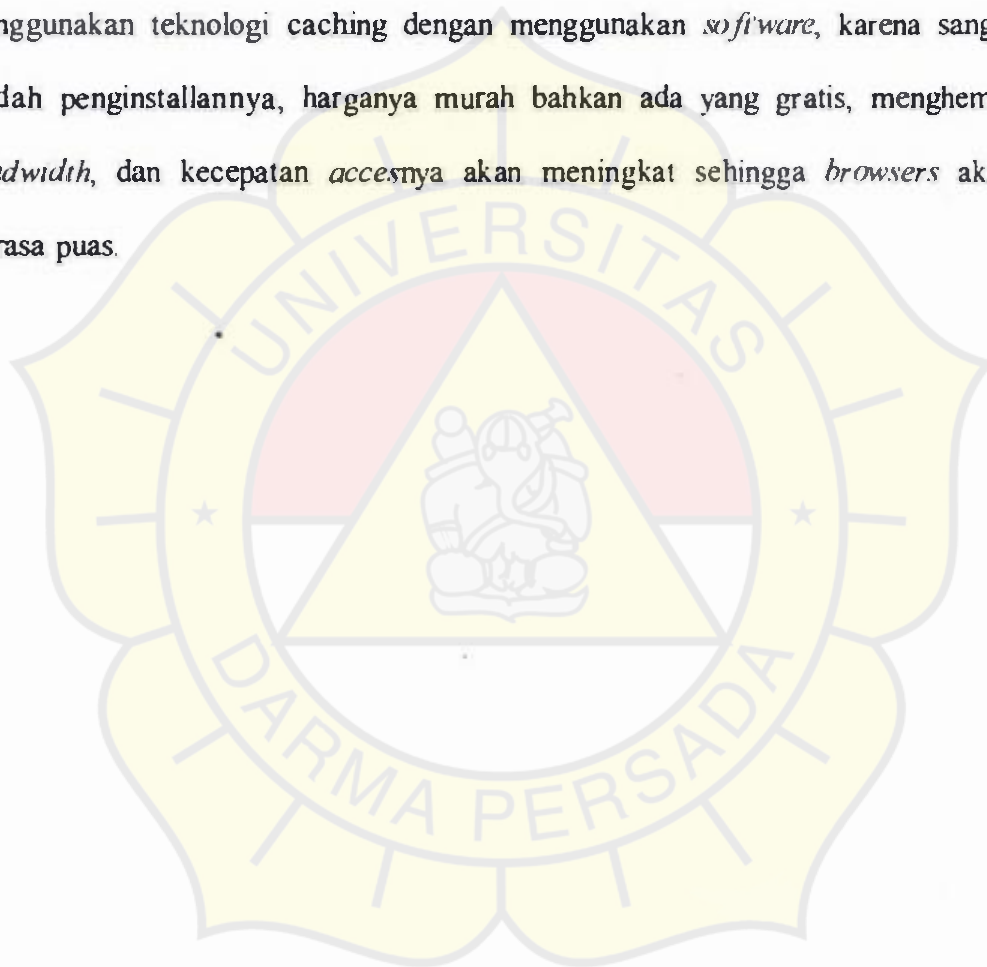 nggunakan teknologi caching dengan menggunakan software, karena sang
dah penginstallannya, harganya murah bahkan ada yang gratis, menghem
dwidth, dan kecepatan accesnya akan meningkat sehingga browsers ak
rasa puas.
UNIVERSITAS
DARMA PERSADA